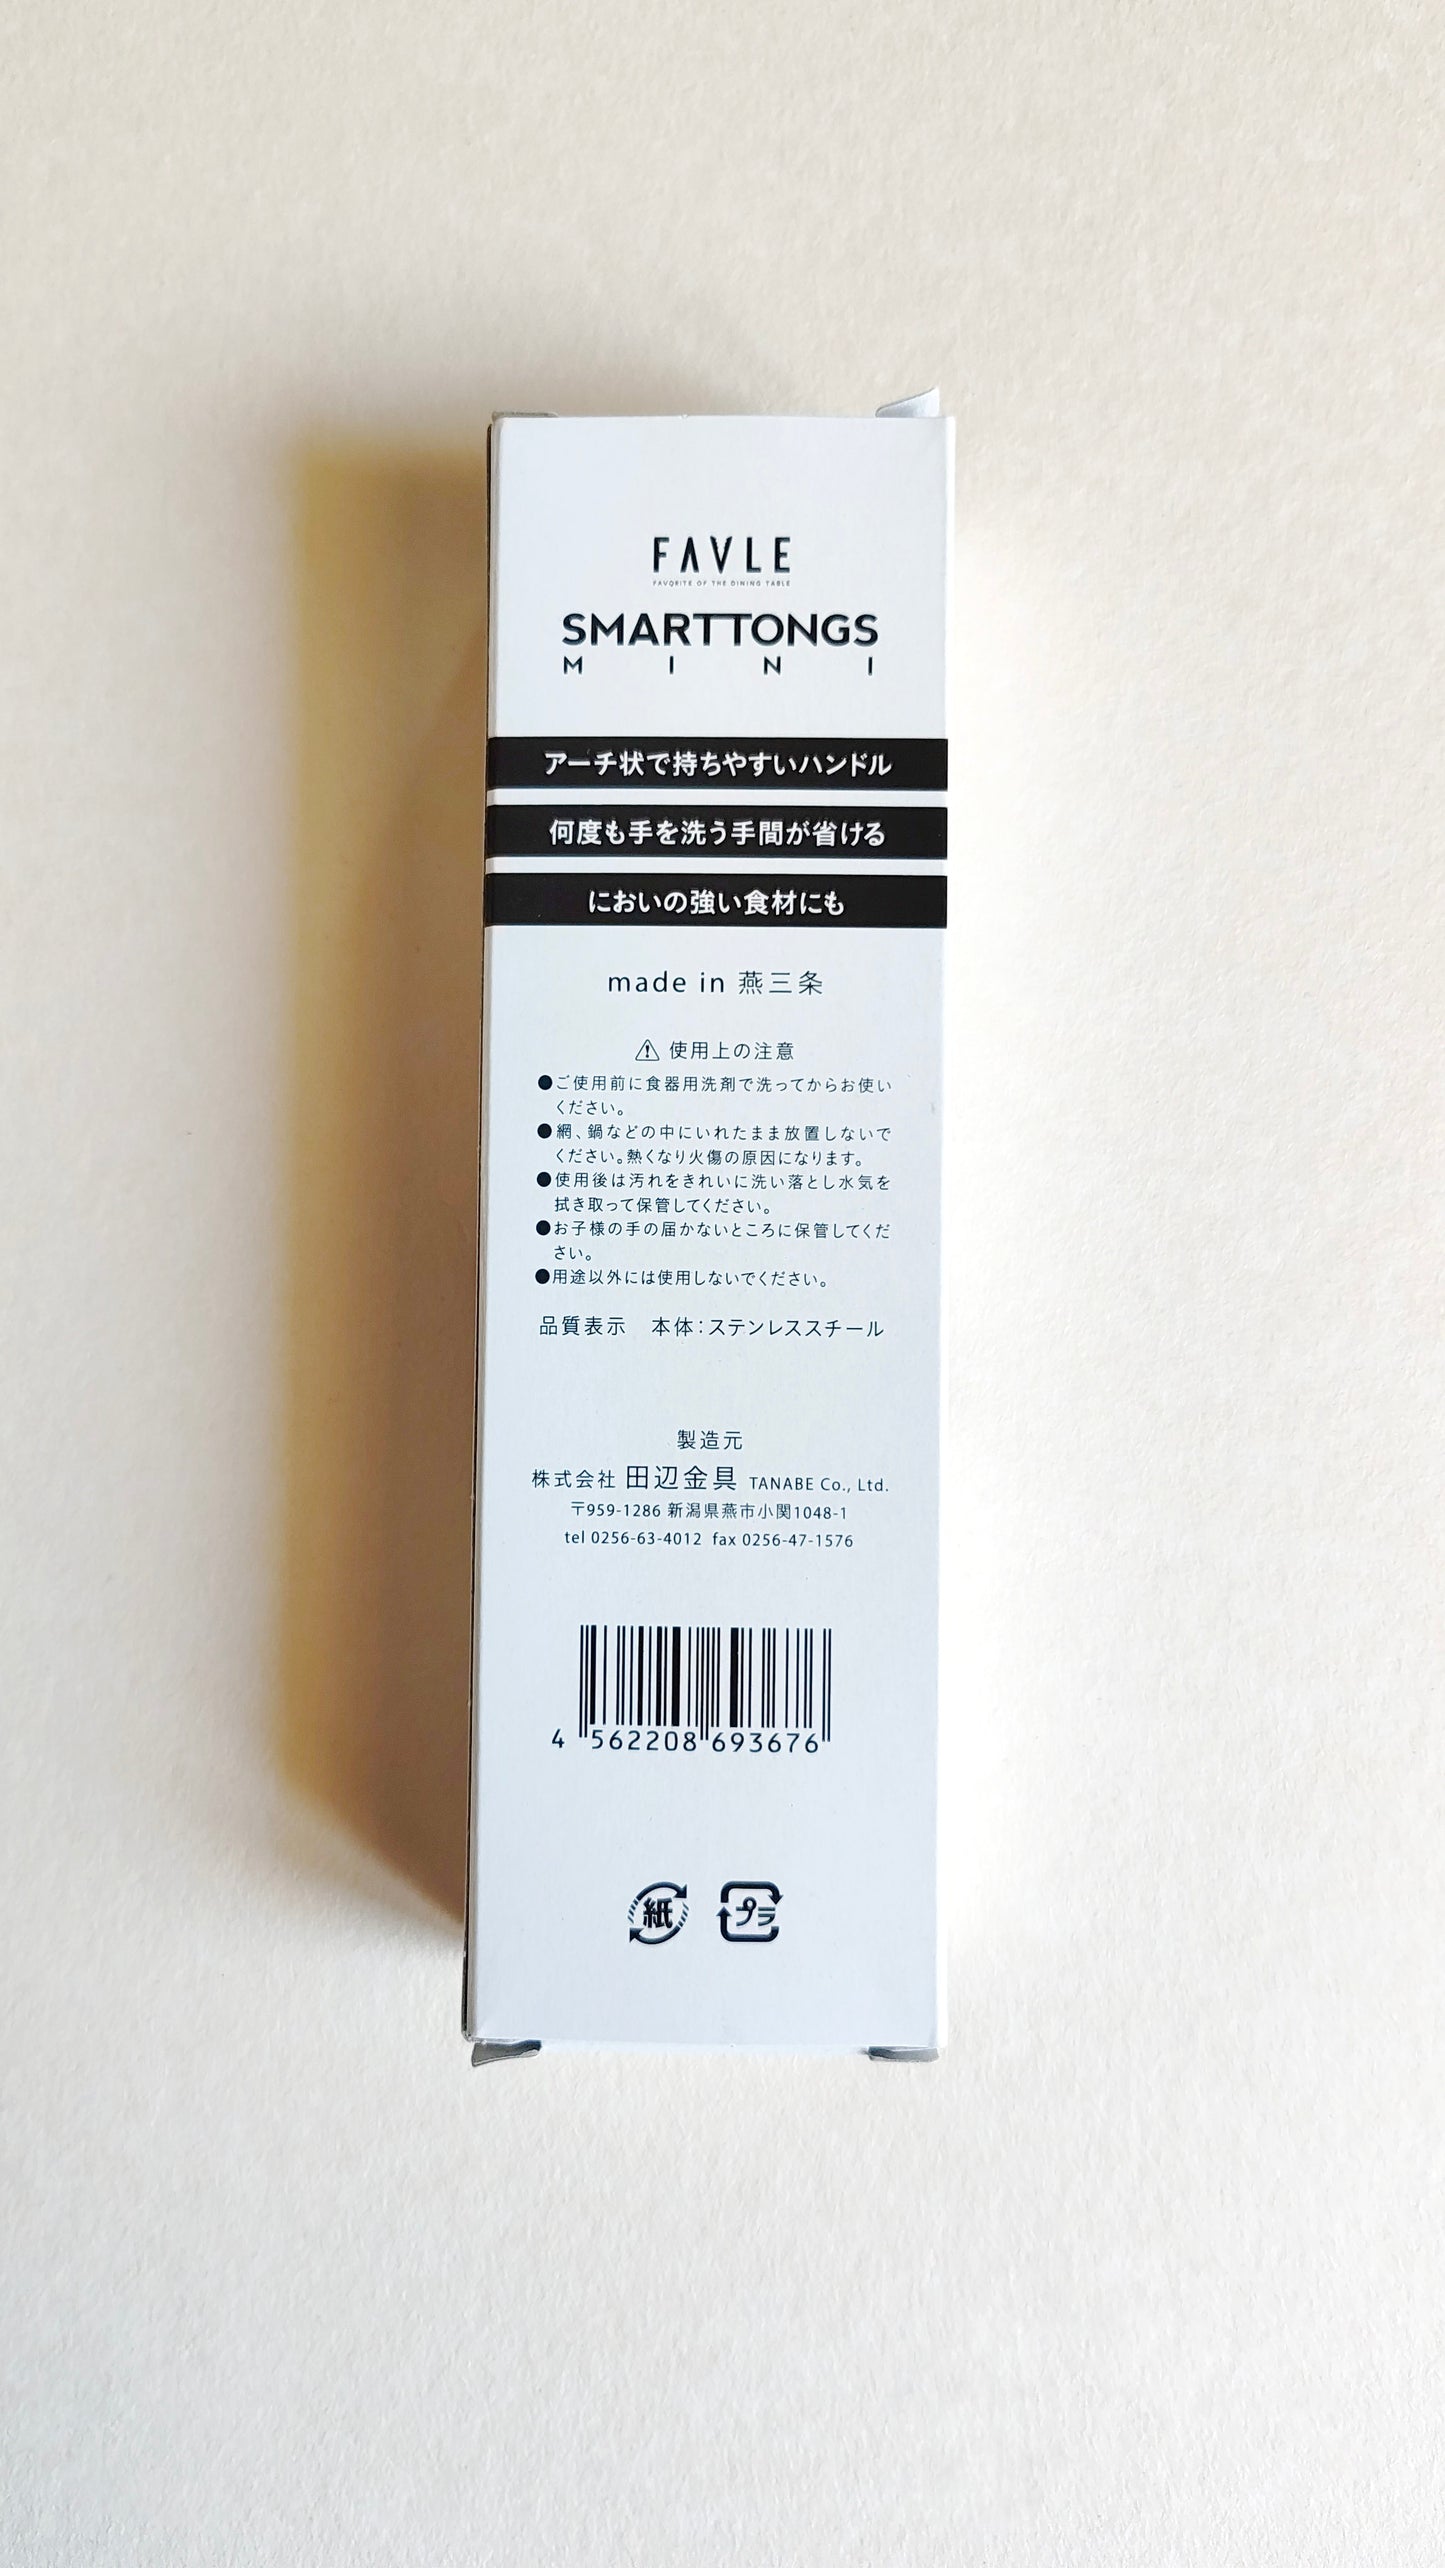 FAVLE
FAVORITE OF THE DINING TABLE
SMARTTONGS
MINI
アーチ状で持ちやすいハンドル
何度も手を洗う手間が省ける
においの強い食材にも
made in 燕三条
⚠ 使用上の注意
●ご使用前に食器用洗剤で洗ってからお使い
ください。
●網、鍋などの中にいれたまま放置しないで
ください。熱くなり火傷の原因になります。
●使用後は汚れをきれいに洗い落とし水気を
拭き取って保管してください。
●お子様の手の届かないところに保管してくだ
さい。
●用途以外には使用しないでください。
品質表示　本体：ステンレススチール
製造元
株式会社 田辺金具 TANABE Co., Ltd.
〒959-1286 新潟県燕市小関1048-1
tel 0256-63-4012 fax 0256-47-1576
4 562208 693676
紙 プラ